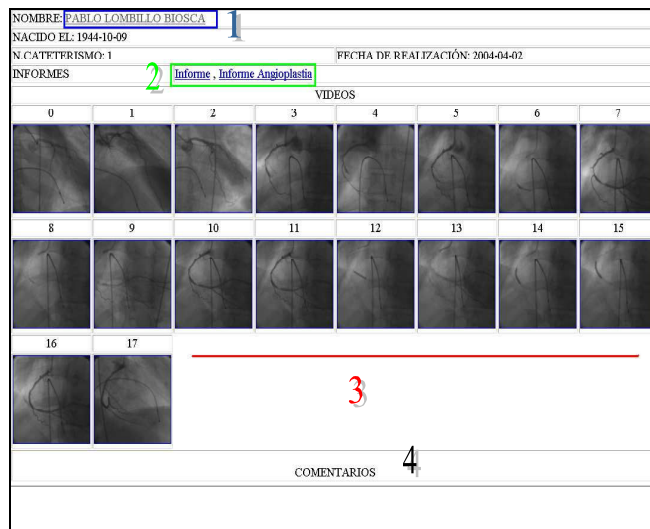 NOMBRE: PABLO LOMBILLO BIOSCA 1
NACIDO EL: 1944-10-09
N.CATETERISMO: 1 FECHA DE REALIZACIÓN: 2004-04-02
INFORMES 2 Informe , Informe Angioplastia
VIDEOS
0 1 2 3 4 5 6 7
8 9 10 11 12 13 14 15
16 17
3
COMENTARIOS 4